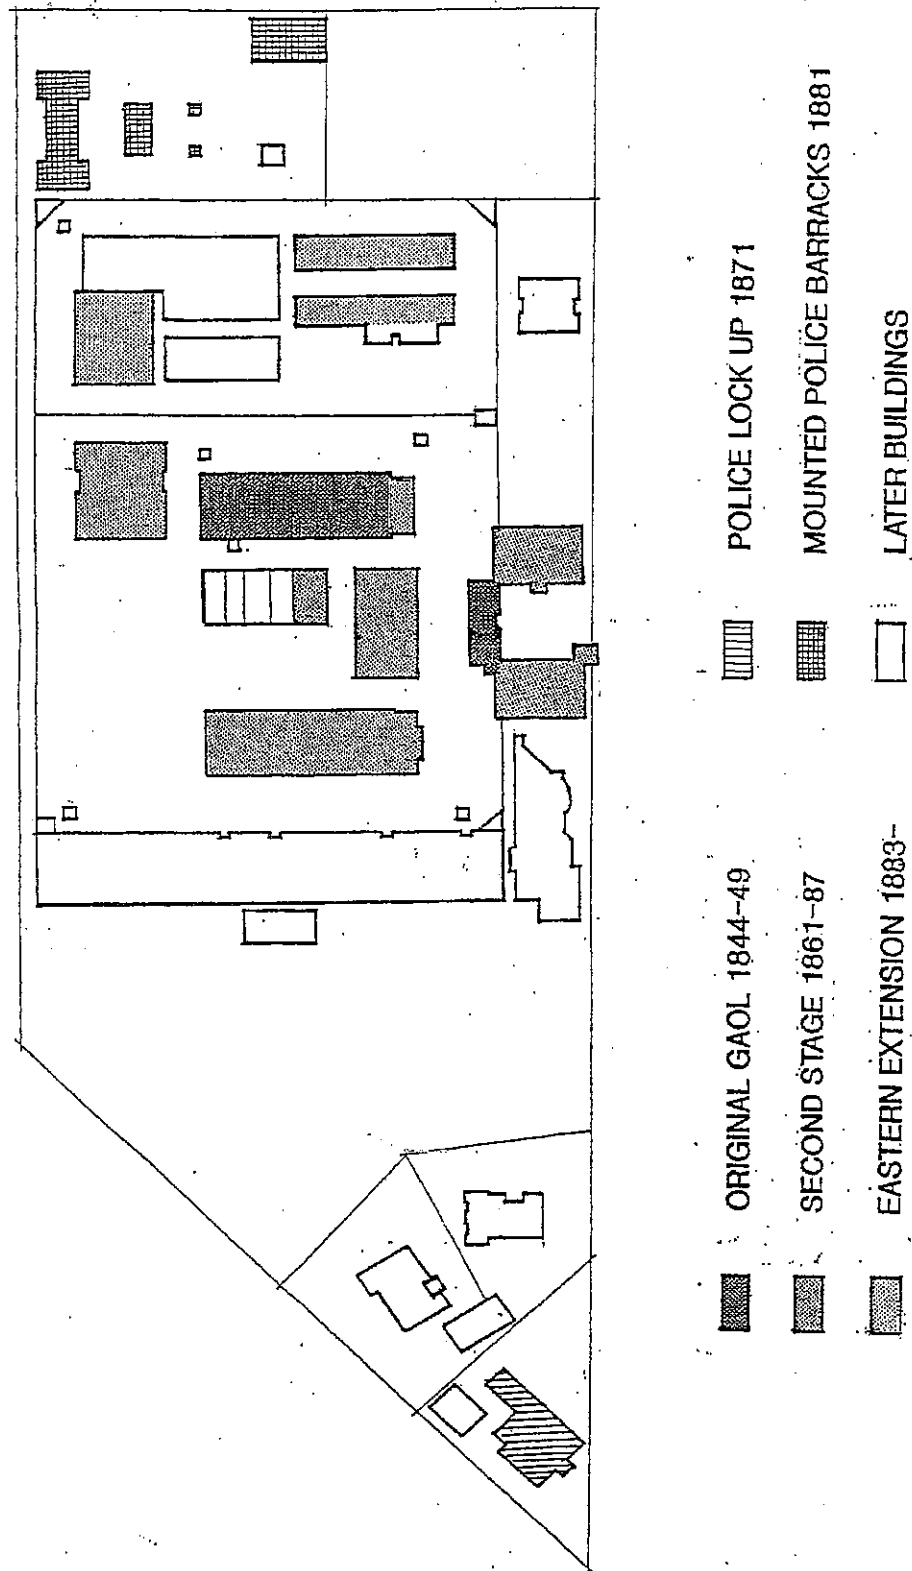 ORIGINAL GAOL 1844-49
SECOND STAGE 1861-87
EASTERN EXTENSION 1883-
POLICE LOCK UP 1871
MOUNTED POLICE BARRACKS 1881
LATER BUILDINGS